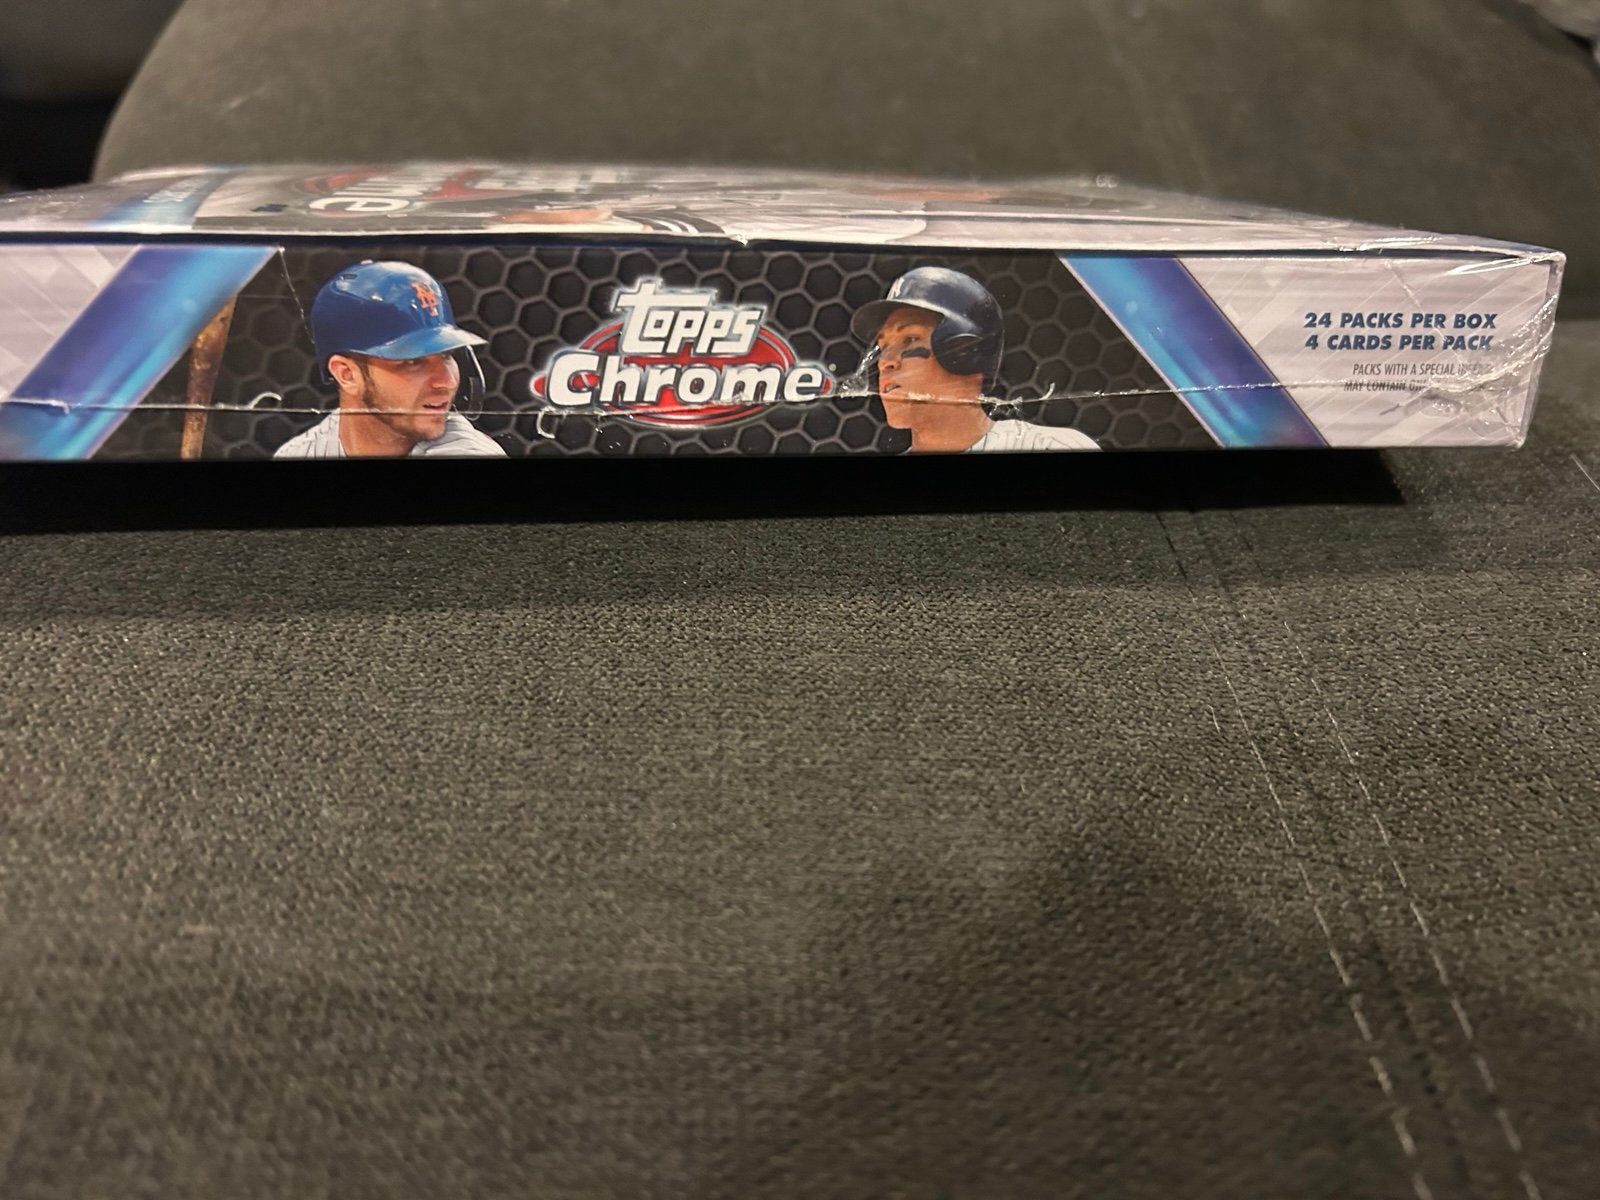 topps
Chrome
24 PACKS PER BOX
4 CARDS PER PACK
PACKS WITH A SPECIAL
MAY CONTAIN